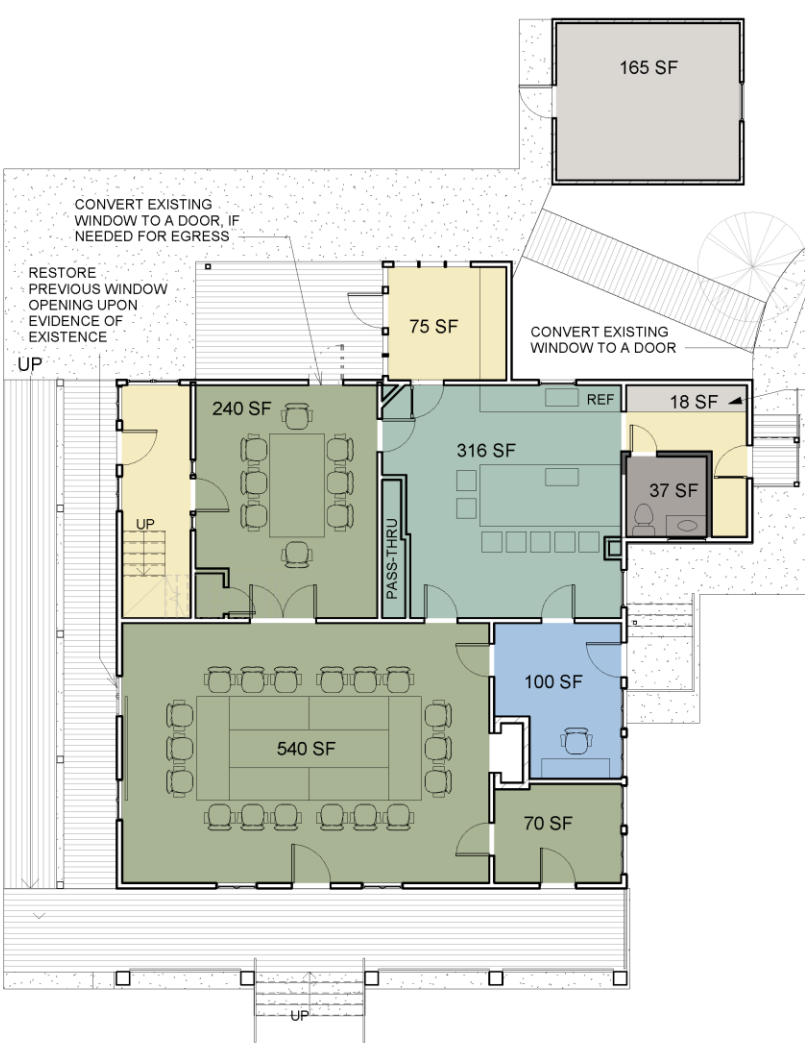 165 SF
CONVERT EXISTING
WINDOW TO A DOOR, IF
NEEDED FOR EGRESS
RESTORE
PREVIOUS WINDOW
OPENING UPON
EVIDENCE OF
EXISTENCE
UP
75 SF
CONVERT EXISTING
WINDOW TO A DOOR
240 SF
REF
18 SF
316 SF
37 SF
UP
PASS-THRU
100 SF
540 SF
70 SF
UP